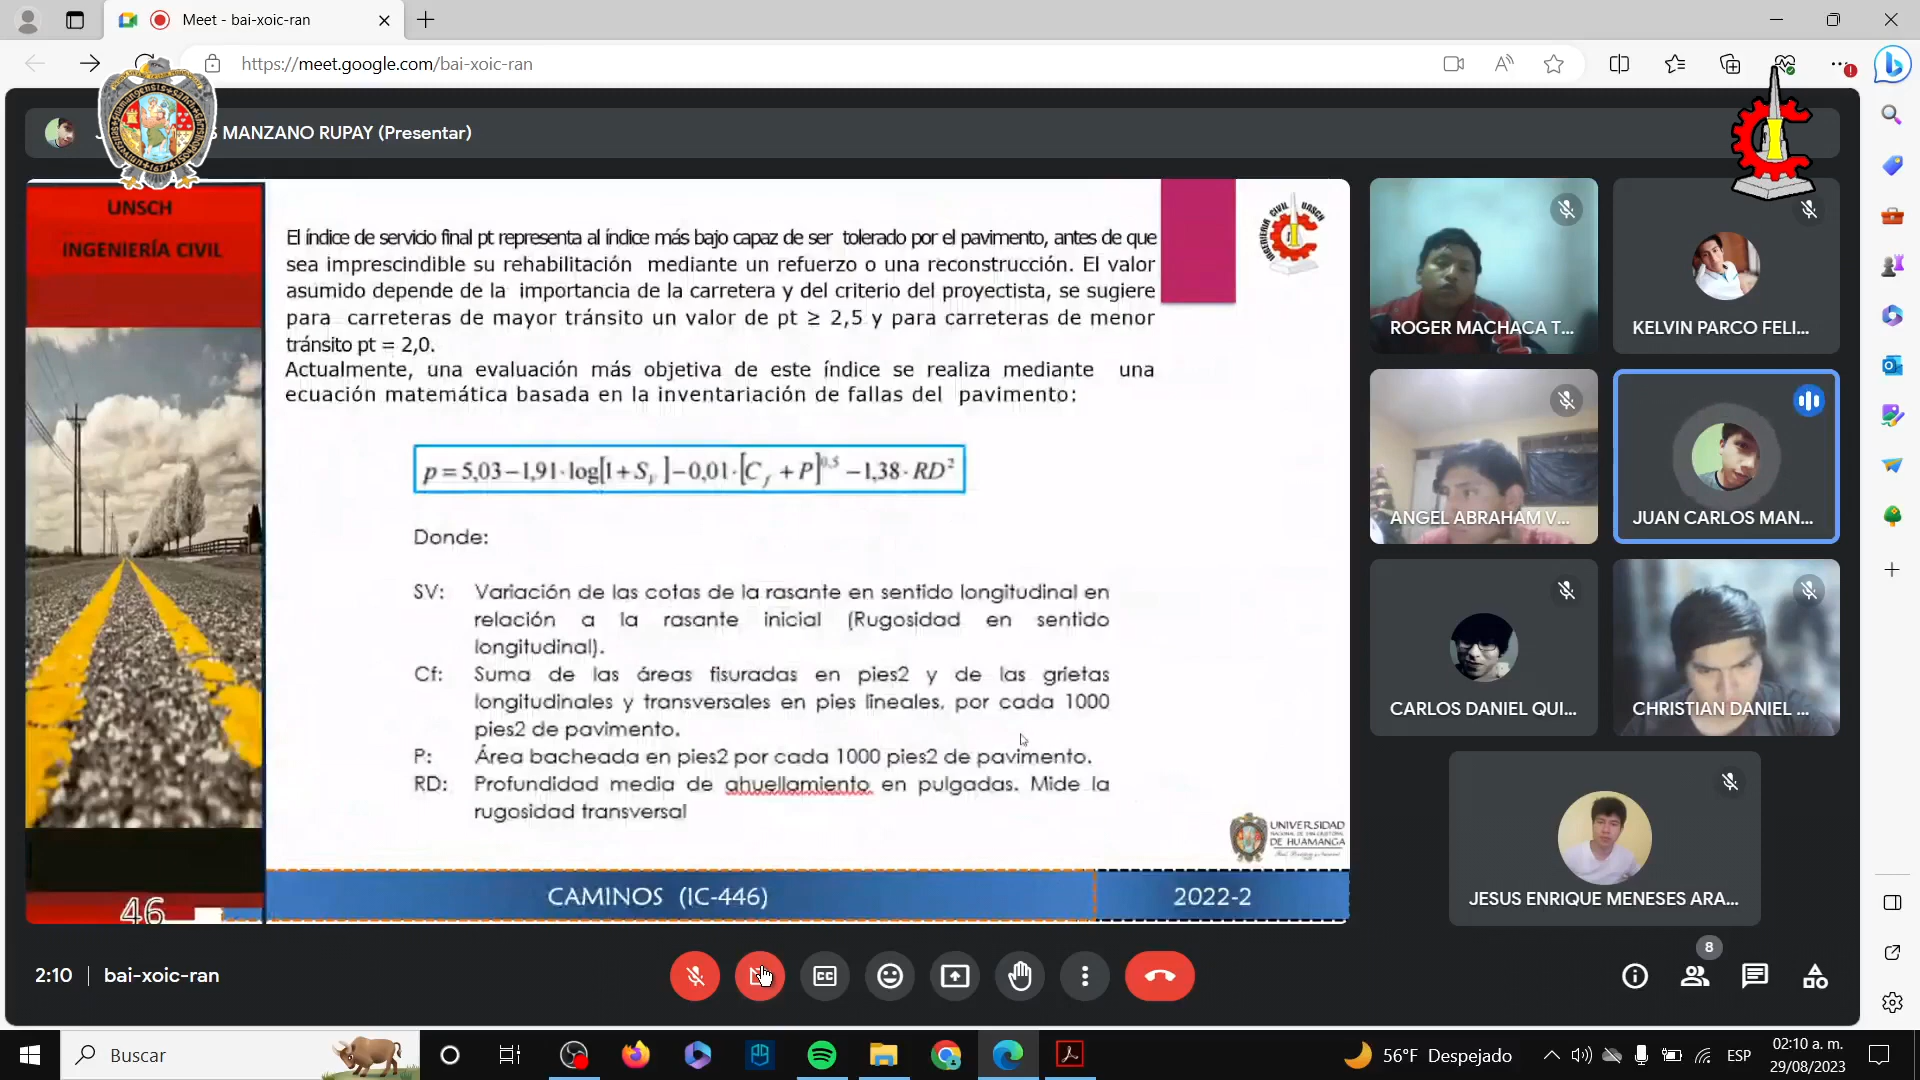 Meet - bai-xoic-ran
https://meet.google.com/bai-xoic-ran
MANZANO RUPAY (Presentar)
UNSCH
INGENIERÍA CIVIL
INGENIERÍA CIVIL UNSCH
El índice de servicio final pt representa al índice más bajo capaz de ser tolerado por el pavimento, antes de que
sea imprescindible su rehabilitación mediante un refuerzo o una reconstrucción. El valor
asumido depende de la importancia de la carretera y del criterio del proyectista, se sugiere
para carreteras de mayor tránsito un valor de pt ≥ 2,5 y para carreteras de menor
tránsito pt = 2,0.
Actualmente, una evaluación más objetiva de este índice se realiza mediante una
ecuación matemática basada en la inventariación de fallas del pavimento:
p = 5,03 – 1,91 · log[1 + S_v] – 0,01 · [C_f + P]^0,5 – 1,38 · RD²
Donde:
SV: Variación de las cotas de la rasante en sentido longitudinal en
relación a la rasante inicial (Rugosidad en sentido
longitudinal).
Cf: Suma de las áreas fisuradas en pies2 y de las grietas
longitudinales y transversales en pies lineales, por cada 1000
pies2 de pavimento.
P: Área bacheada en pies2 por cada 1000 pies2 de pavimento.
RD: Profundidad media de ahuellamiento en pulgadas. Mide la
rugosidad transversal
UNIVERSIDAD
DE HUAMANGA
46
CAMINOS (IC-446)
2022-2
ROGER MACHACA T...
KELVIN PARCO FELI...
ANGEL ABRAHAM V...
JUAN CARLOS MAN...
CARLOS DANIEL QUI...
CHRISTIAN DANIEL ...
JESUS ENRIQUE MENESES ARA...
2:10 | bai-xoic-ran
8
Buscar
56°F Despejado
ESP
02:10 a. m.
29/08/2023